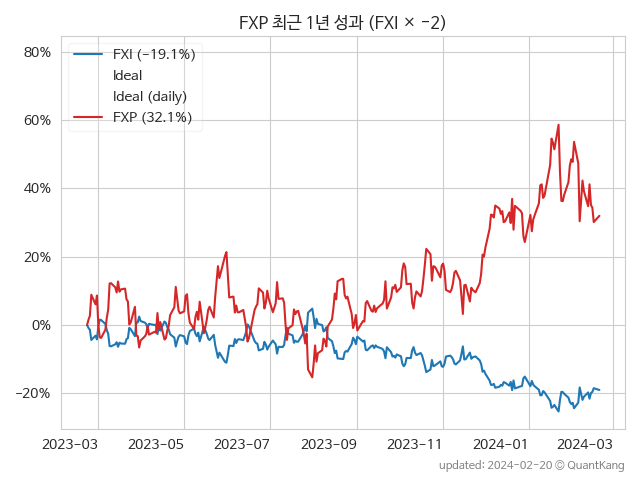 FXP 최근 1년 성과 (FXI × −2)
80%
60%
40%
20%
0%
−20%
FXI (−19.1%)
Ideal
Ideal (daily)
FXP (32.1%)
2023-03
2023-05
2023-07
2023-09
2023-11
2024-01
2024-03
updated: 2024-02-20 © QuantKang